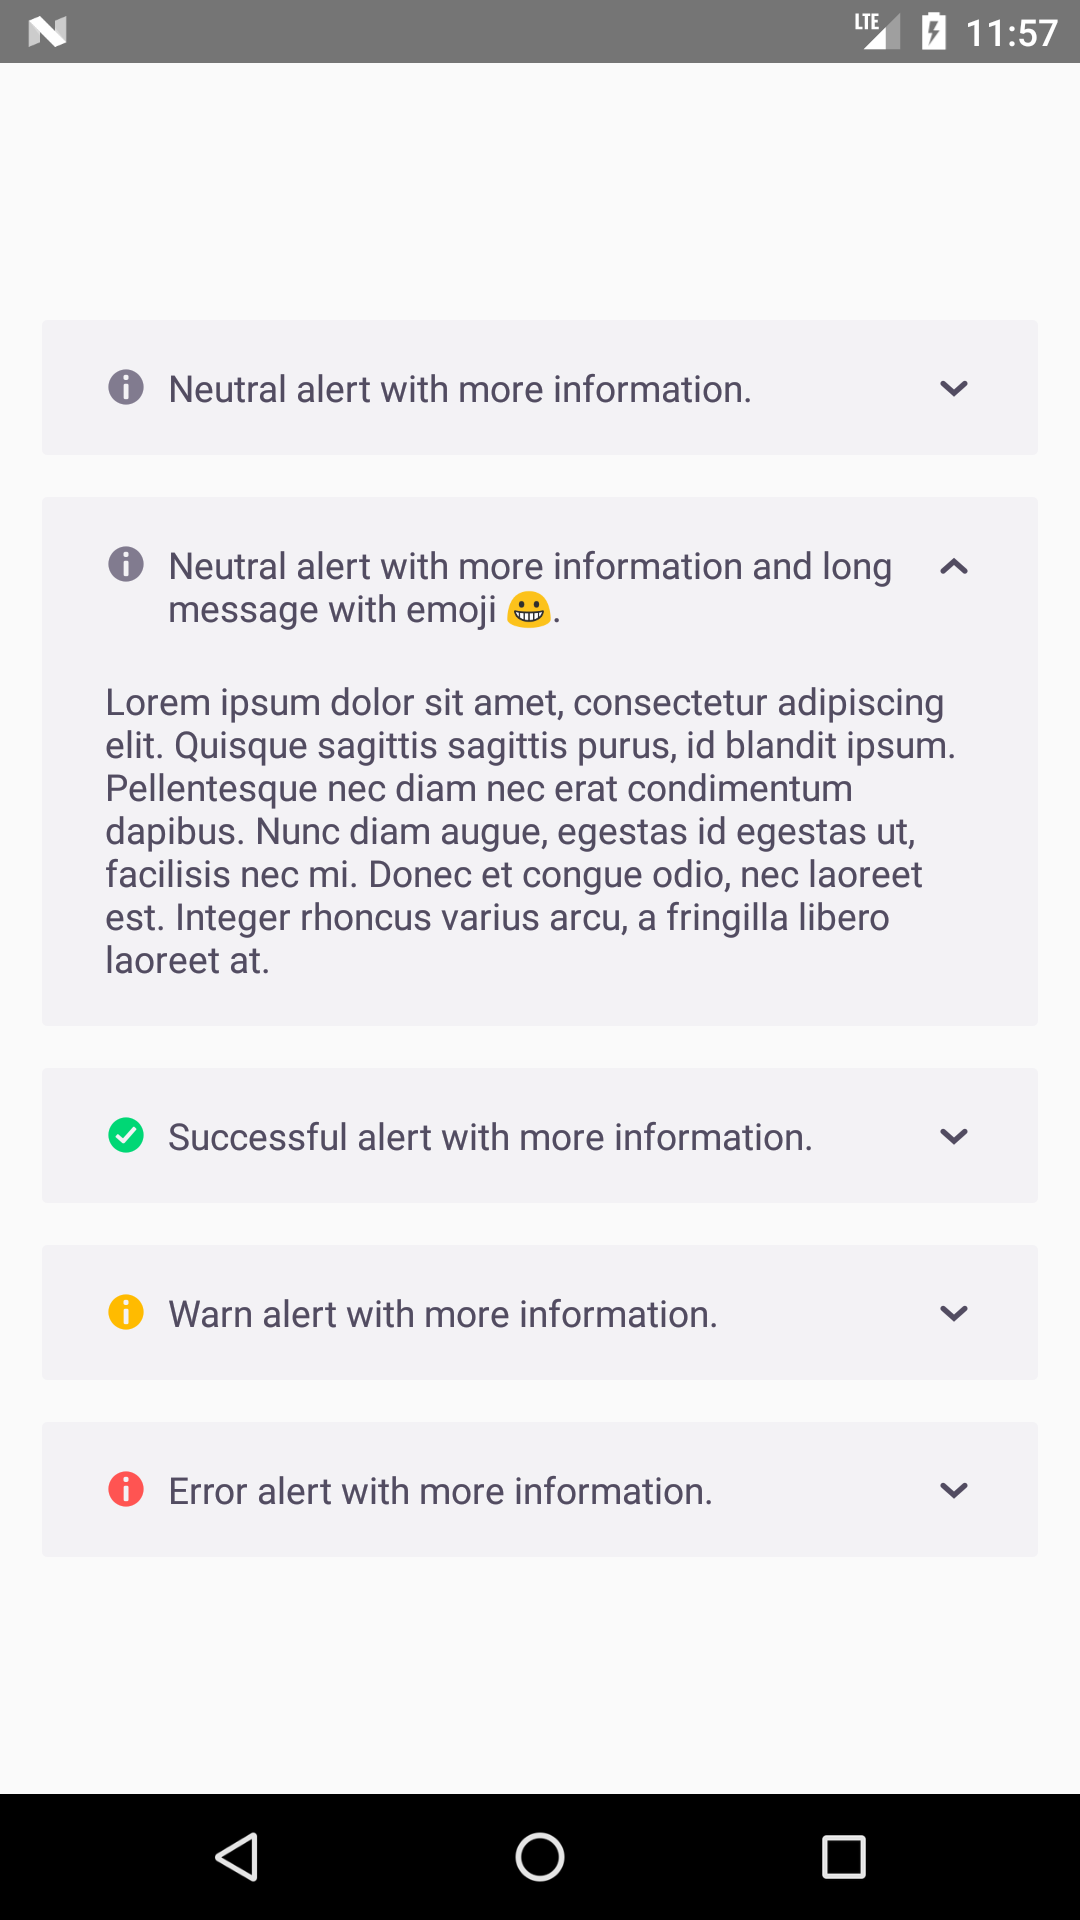 LTE 11:57
Neutral alert with more information.
Neutral alert with more information and long
message with emoji 😀.
Lorem ipsum dolor sit amet, consectetur adipiscing
elit. Quisque sagittis sagittis purus, id blandit ipsum.
Pellentesque nec diam nec erat condimentum
dapibus. Nunc diam augue, egestas id egestas ut,
facilisis nec mi. Donec et congue odio, nec laoreet
est. Integer rhoncus varius arcu, a fringilla libero
laoreet at.
Successful alert with more information.
Warn alert with more information.
Error alert with more information.